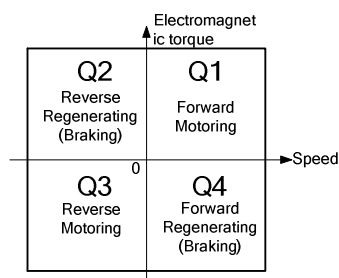 Electromagnet
ic torque
Q2
Reverse
Regenerating
(Braking)
Q1
Forward
Motoring
0
Speed
Q3
Reverse
Motoring
Q4
Forward
Regenerating
(Braking)